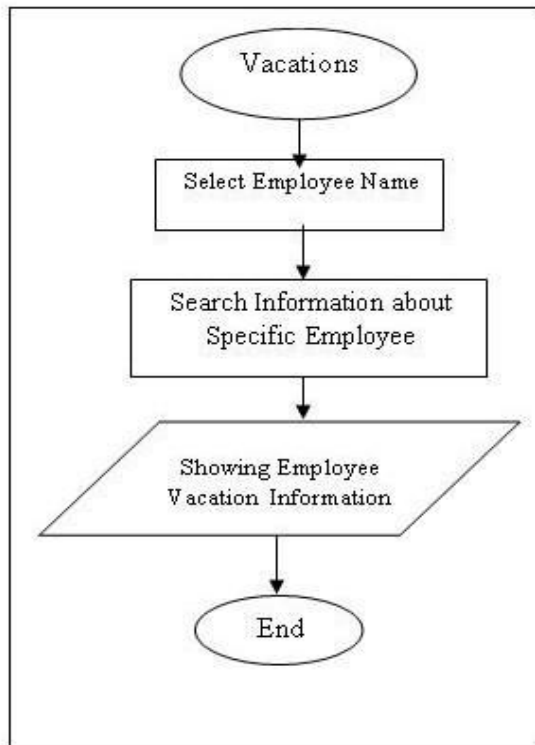 Vacations
Select Employee Name
Search Information about
Specific Employee
Showing Employee
Vacation Information
End